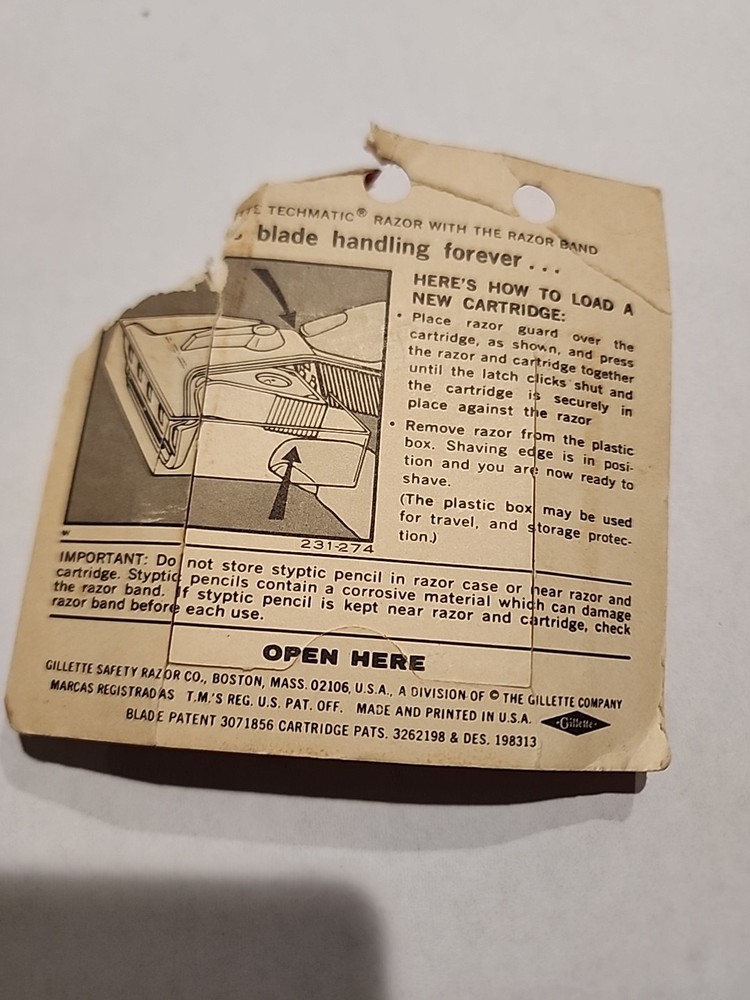 TECHMATIC® RAZOR WITH THE RAZOR BAND
blade handling forever...
HERE'S HOW TO LOAD A
NEW CARTRIDGE:
• Place razor guard over the
cartridge, as shown, and press
the razor and cartridge together
until the latch clicks shut and
the cartridge is securely in
place against the razor
• Remove razor from the plastic
box. Shaving edge is in posi-
tion and you are now ready to
shave.
(The plastic box may be used
for travel, and storage protec-
tion.)
W
231-274
IMPORTANT: Do not store styptic pencil in razor case or near razor and
cartridge. Styptic pencils contain a corrosive material which can damage
the razor band. If styptic pencil is kept near razor and cartridge, check
razor band before each use.
OPEN HERE
GILLETTE SAFETY RAZOR CO., BOSTON, MASS. 02106, U.S.A., A DIVISION OF © THE GILLETTE COMPANY
MARCAS REGISTRADAS T.M.'S REG. U.S. PAT. OFF. MADE AND PRINTED IN U.S.A.
Gillette
BLADE PATENT 3071856 CARTRIDGE PATS. 3262198 & DES. 198313